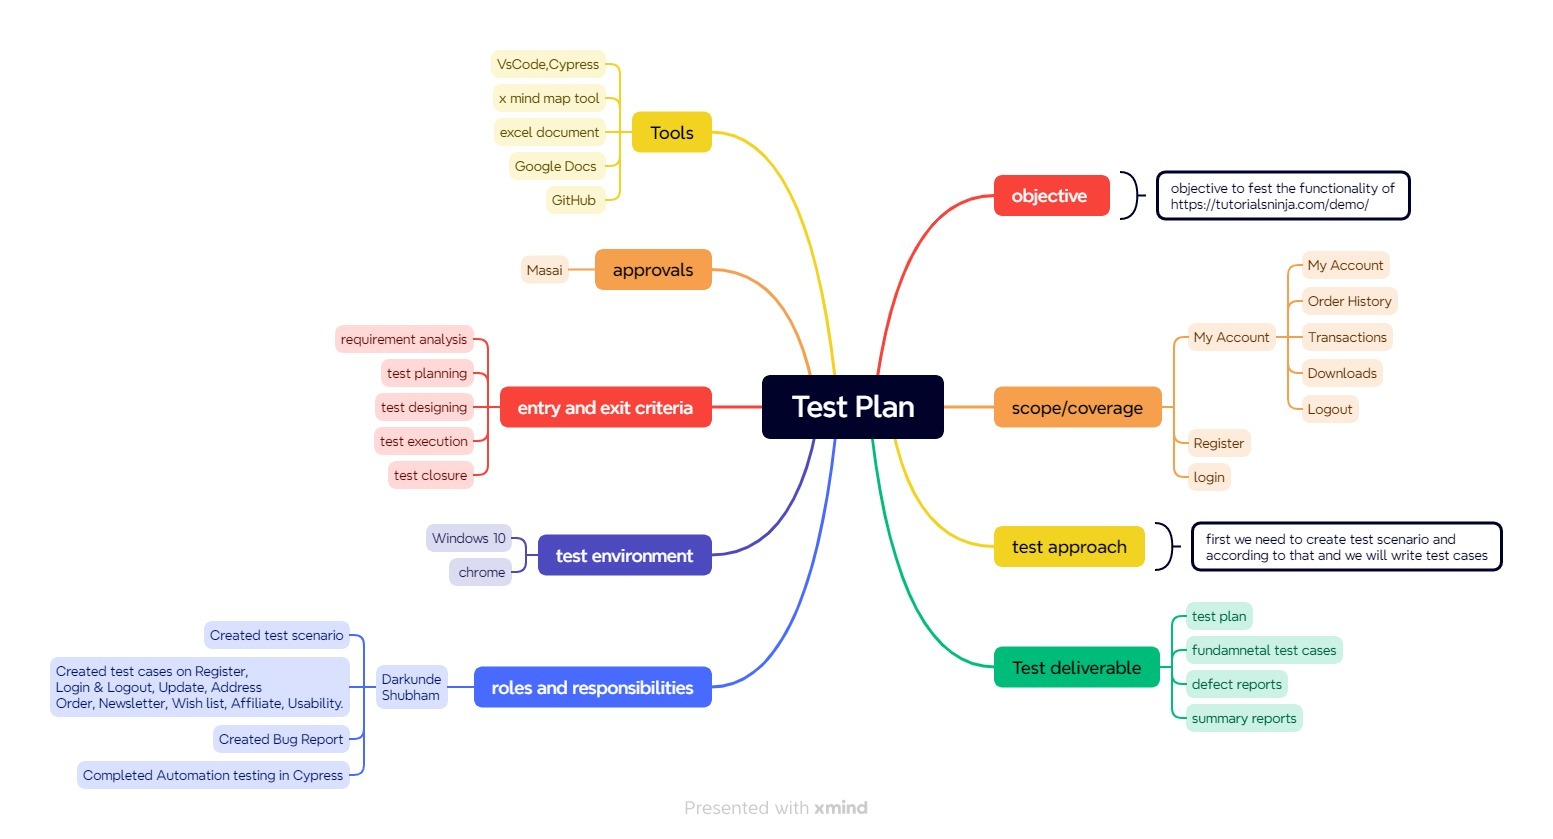 Test Plan
Tools
VsCode,Cypress
x mind map tool
excel document
Google Docs
GitHub
approvals
Masai
entry and exit criteria
requirement analysis
test planning
test designing
test execution
test closure
test environment
Windows 10
chrome
roles and responsibilities
Darkunde
Shubham
Created test scenario
Created test cases on Register,
Login & Logout, Update, Address
Order, Newsletter, Wish list, Affiliate, Usability.
Created Bug Report
Completed Automation testing in Cypress
objective
objective to fest the functionality of
https://tutorialsninja.com/demo/
scope/coverage
My Account
My Account
Order History
Transactions
Downloads
Logout
Register
login
test approach
first we need to create test scenario and
according to that and we will write test cases
Test deliverable
test plan
fundamnetal test cases
defect reports
summary reports
Presented with xmind